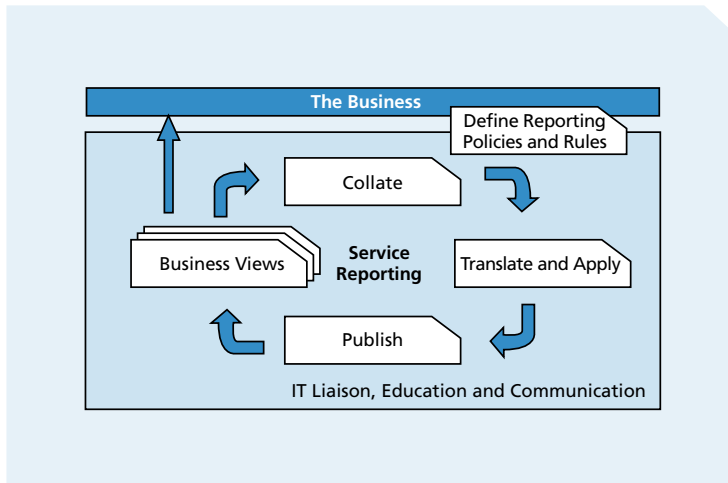 The Business
Define Reporting
Policies and Rules
Collate
Business Views
Service
Reporting
Translate and Apply
Publish
IT Liaison, Education and Communication